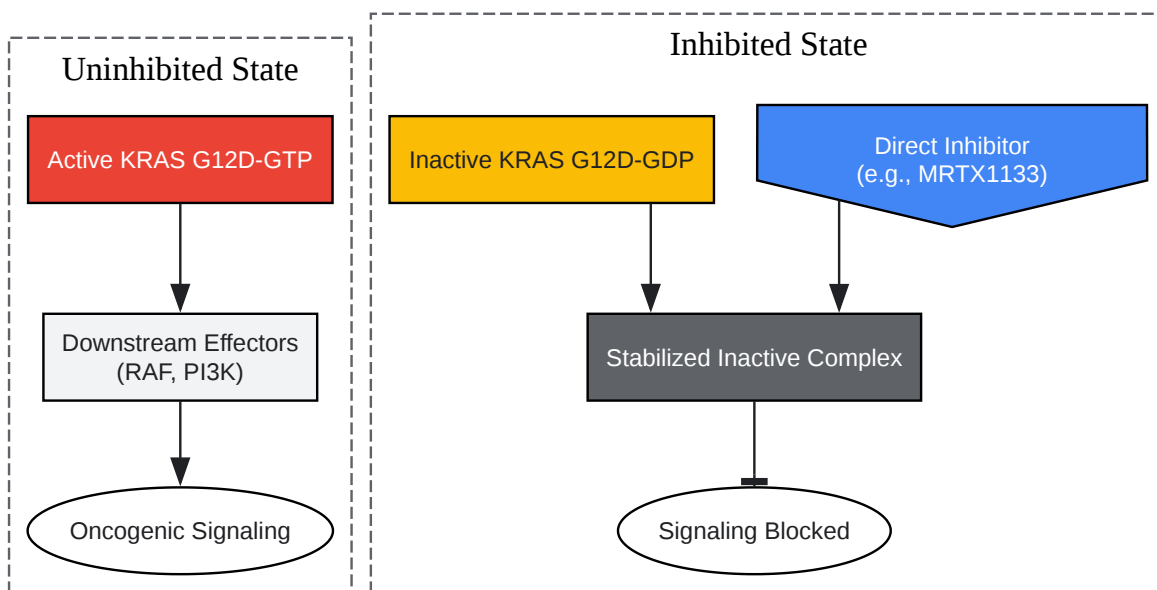 Uninhibited State
Active KRAS G12D-GTP
Downstream Effectors
(RAF, PI3K)
Oncogenic Signaling
Inhibited State
Inactive KRAS G12D-GDP
Direct Inhibitor
(e.g., MRTX1133)
Stabilized Inactive Complex
Signaling Blocked